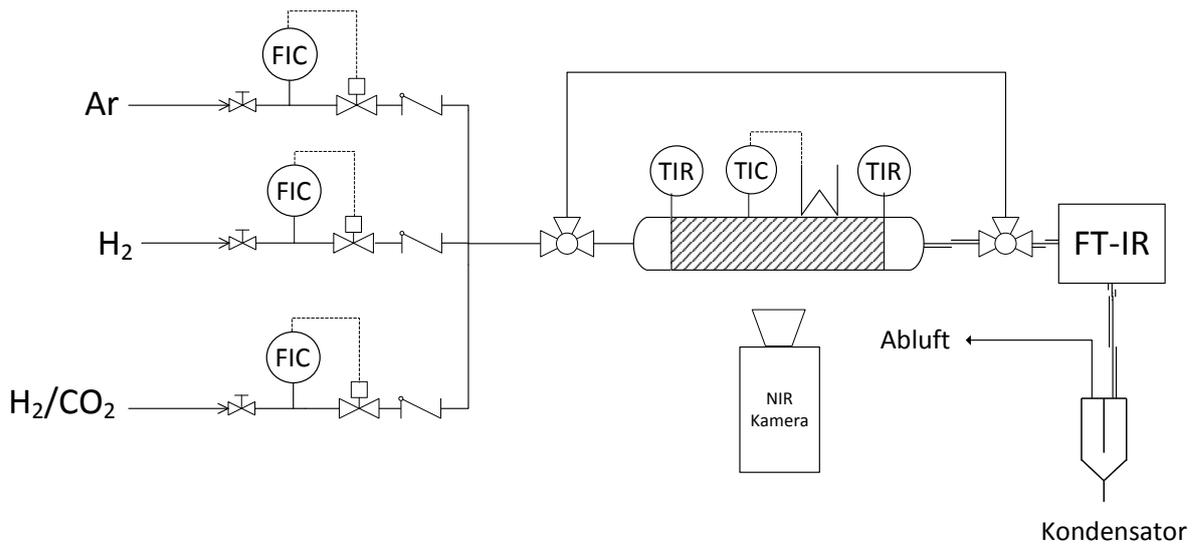 FIC
Ar
FIC
TIR
TIC
TIR
H₂
FT-IR
FIC
Abluft
H₂/CO₂
NIR
Kamera
Kondensator